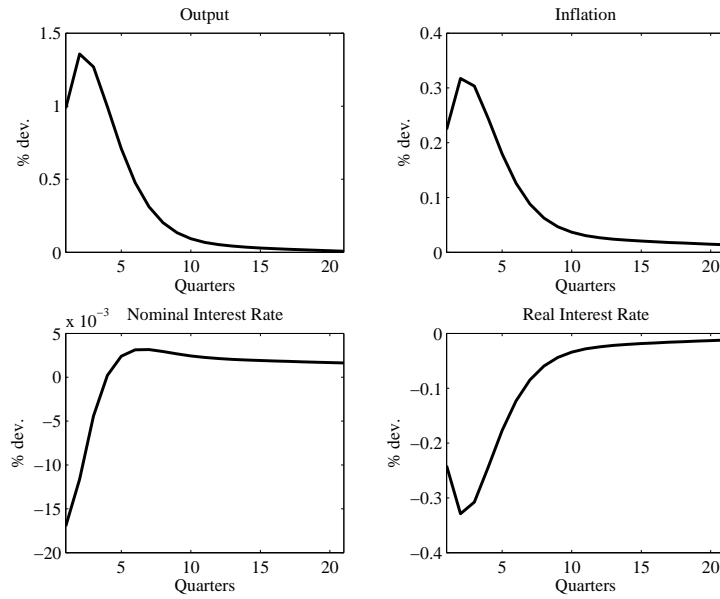 Output
1.5
1
0.5
0
% dev.
5
10
15
20
Quarters
Inflation
0.4
0.3
0.2
0.1
0
% dev.
5
10
15
20
Quarters
x 10−3
Nominal Interest Rate
5
0
−5
−10
−15
−20
% dev.
5
10
15
20
Quarters
Real Interest Rate
0
−0.1
−0.2
−0.3
−0.4
% dev.
5
10
15
20
Quarters